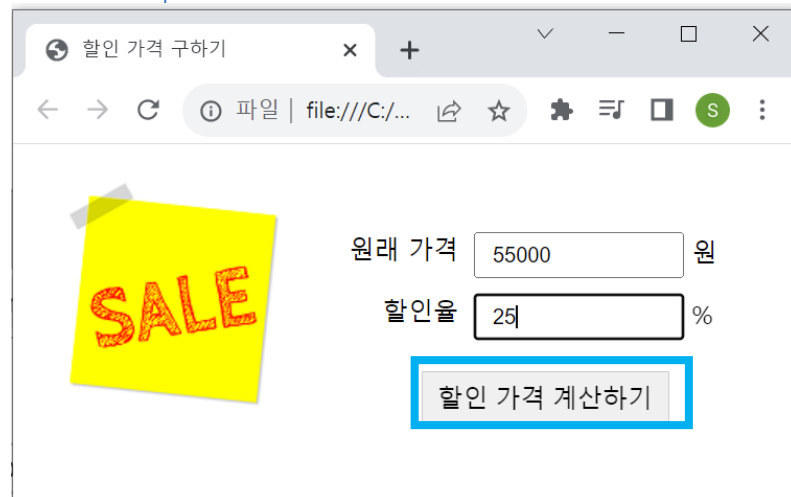 할인 가격 구하기
파일 | file:///C:/...
S
SALE
원래 가격 55000 원
할인율 25 %
할인 가격 계산하기